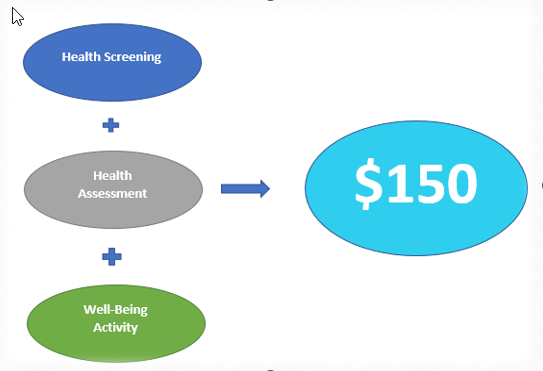 Health Screening
Health
Assessment
Well-Being
Activity
$150